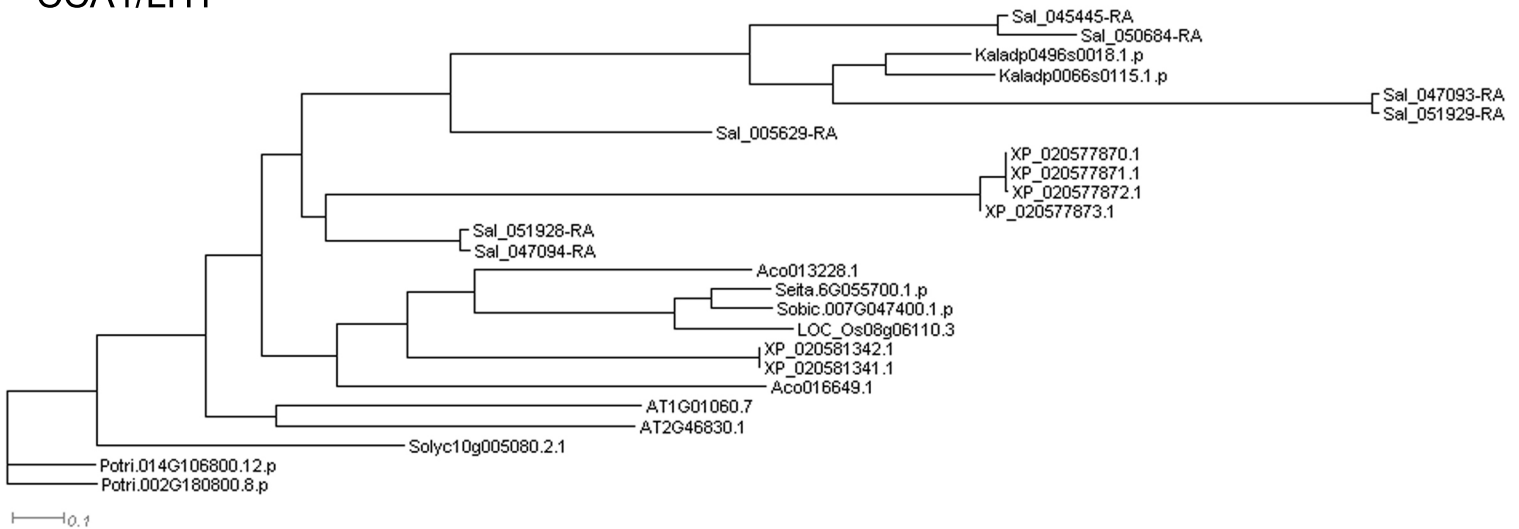 Sal_045445-RA
Sal_050684-RA
Kaladp0496s0018.1.p
Kaladp0066s0115.1.p
Sal_047093-RA
Sal_051929-RA
Sal_005629-RA
XP_020577870.1
XP_020577871.1
XP_020577872.1
XP_020577873.1
Sal_051928-RA
Sal_047094-RA
Aco013228.1
Seita.6G055700.1.p
Sobic.007G047400.1.p
LOC_Os08g06110.3
XP_020581342.1
XP_020581341.1
Aco016649.1
AT1G01060.7
AT2G46830.1
Solyc10g005080.2.1
Potri.014G106800.12.p
Potri.002G180800.8.p
0.1